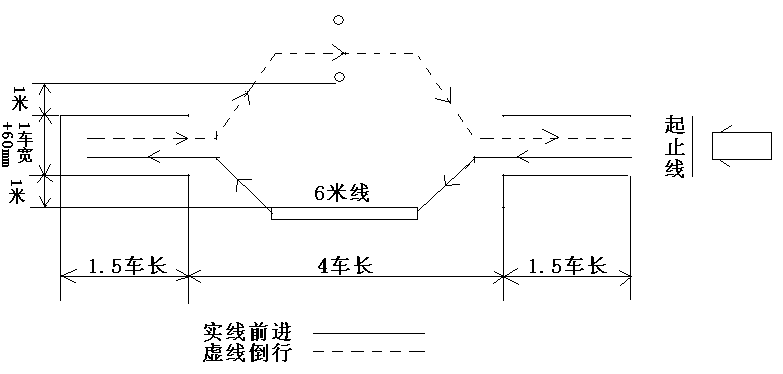 1米
1车宽
+60mm
1米
起止线
6米线
1.5车长
4车长
1.5车长
实线前进
虚线倒行